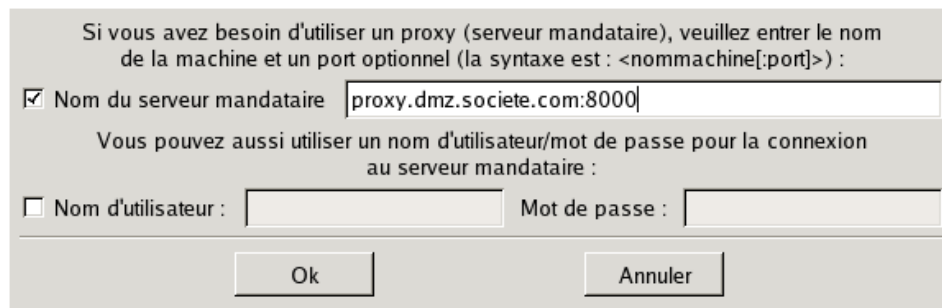 Si vous avez besoin d'utiliser un proxy (serveur mandataire), veuillez entrer le nom
de la machine et un port optionnel (la syntaxe est : <nommachine[:port]>) :
Nom du serveur mandataire proxy.dmz.societe.com:8000
Vous pouvez aussi utiliser un nom d'utilisateur/mot de passe pour la connexion
au serveur mandataire :
Nom d'utilisateur : Mot de passe :
Ok Annuler